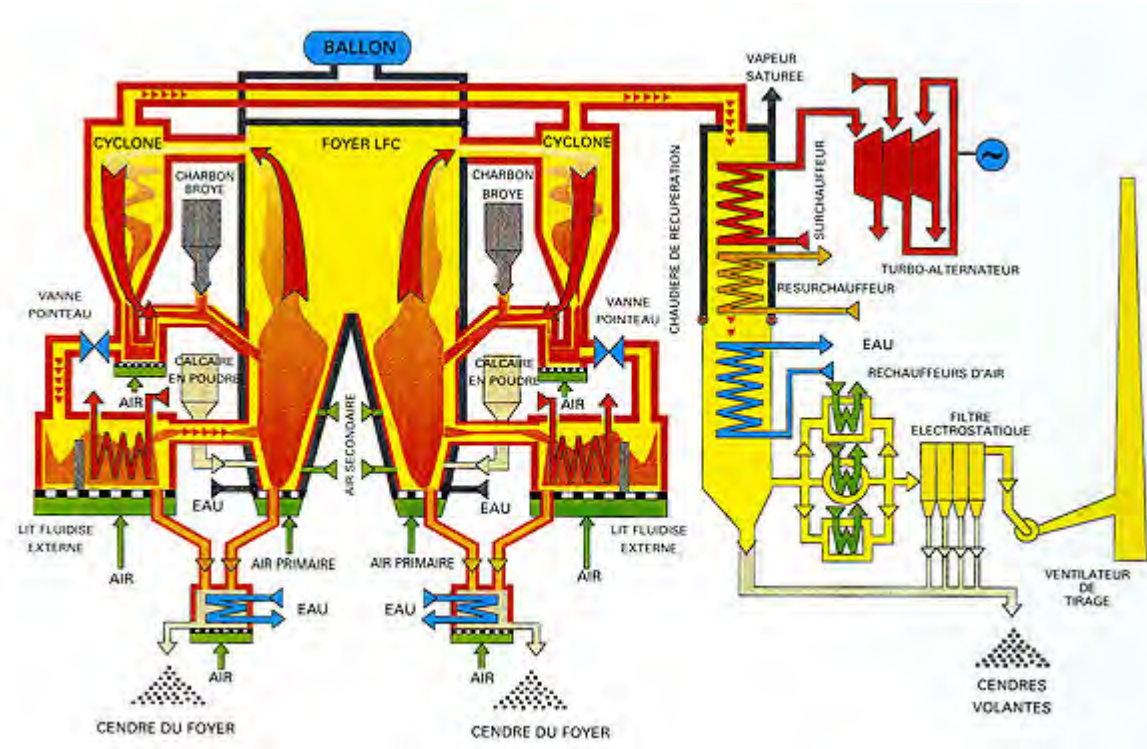 BALLON
VAPEUR
SATUREE
CYCLONE
FOYER LFC
CYCLONE
CHARBON
BROYE
CHARBON
BROYE
CHAUDIERE DE RECUPERATION
SURCHAUFFEUR
TURBO-ALTERNATEUR
RESURCHAUFFEUR
VANNE
POINTEAU
VANNE
POINTEAU
EAU
CALCAIRE
EN POUDRE
CALCAIRE
EN POUDRE
RECHAUFFEURS D'AIR
AIR
AIR
FILTRE
ELECTROSTATIQUE
AIR SECONDAIRE
EAU
EAU
LIT FLUIDISE
EXTERNE
AIR PRIMAIRE
AIR PRIMAIRE
LIT FLUIDISE
EXTERNE
AIR
AIR
VENTILATEUR
DE
TIRAGE
EAU
EAU
AIR
AIR
CENDRES
VOLANTES
CENDRE DU FOYER
CENDRE DU FOYER